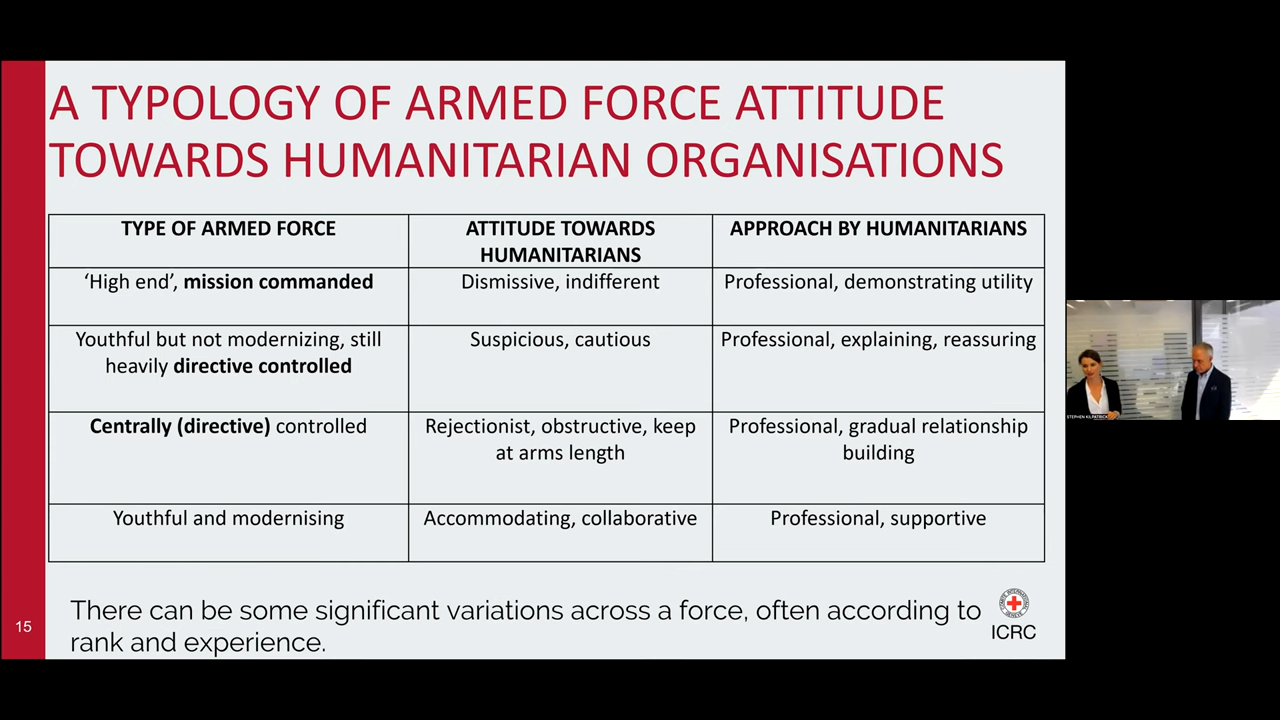 A TYPOLOGY OF ARMED FORCE ATTITUDE
TOWARDS HUMANITARIAN ORGANISATIONS
TYPE OF ARMED FORCE
ATTITUDE TOWARDS
HUMANITARIANS
APPROACH BY HUMANITARIANS
‘High end’, mission commanded
Dismissive, indifferent
Professional, demonstrating utility
Youthful but not modernizing, still
heavily directive controlled
Suspicious, cautious
Professional, explaining, reassuring
Centrally (directive) controlled
Rejectionist, obstructive, keep
at arms length
Professional, gradual relationship
building
Youthful and modernising
Accommodating, collaborative
Professional, supportive
There can be some significant variations across a force, often according to
rank and experience.
15
ICRC
STEPHEN KILPATRICK